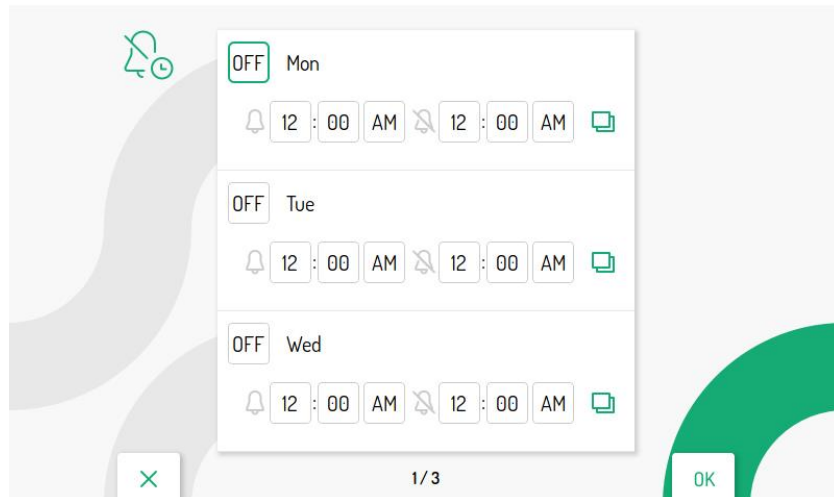 OFF Mon
12 : 00 AM 12 : 00 AM
OFF Tue
12 : 00 AM 12 : 00 AM
OFF Wed
12 : 00 AM 12 : 00 AM
1/3
OK